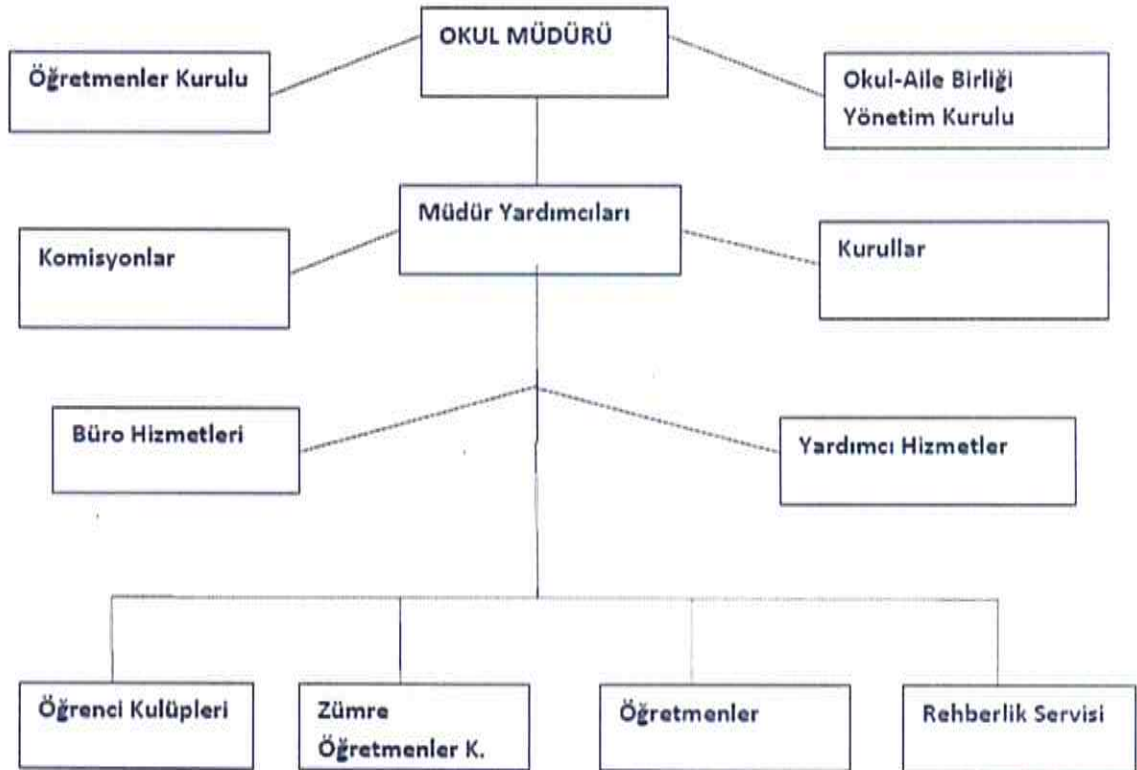 OKUL MÜDÜRÜ
Öğretmenler Kurulu
Okul-Aile Birliği
Yönetim Kurulu
Müdür Yardımcıları
Komisyonlar
Kurullar
Büro Hizmetleri
Yardımcı Hizmetler
Öğrenci Kulüpleri
Zümre
Öğretmenler K.
Öğretmenler
Rehberlik Servisi